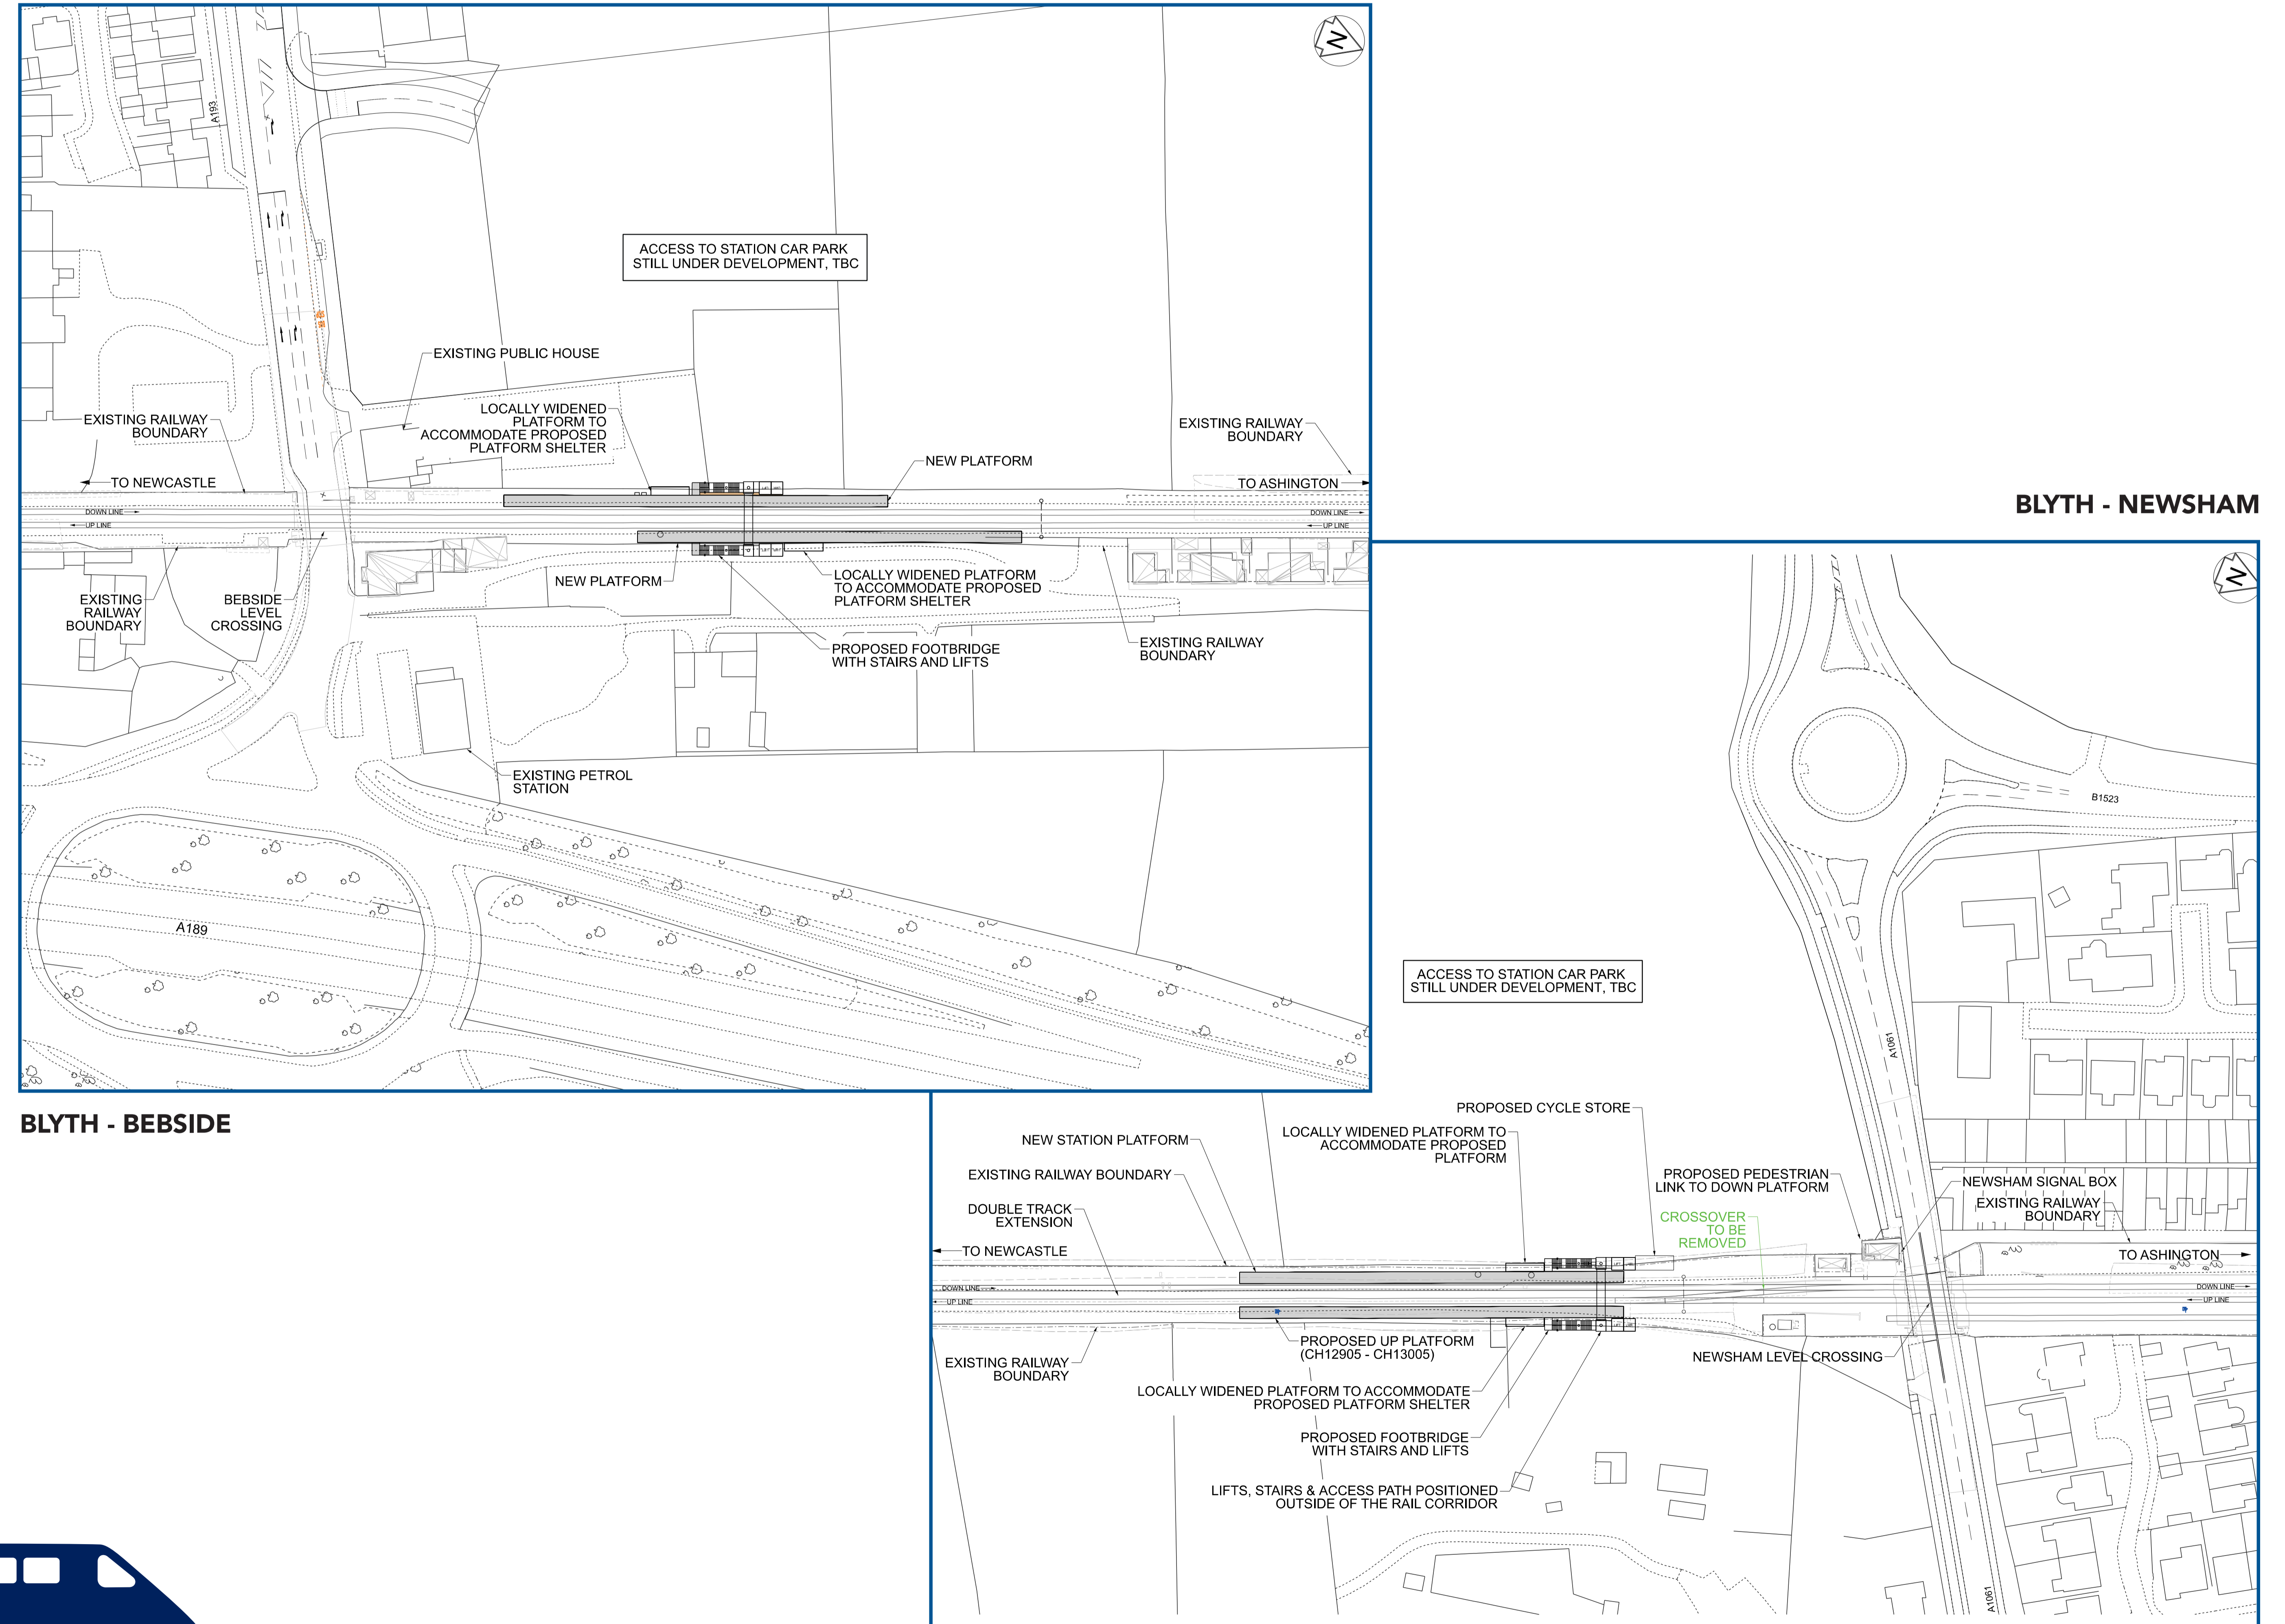 N
A193
ACCESS TO STATION CAR PARK
STILL UNDER DEVELOPMENT, TBC
EXISTING PUBLIC HOUSE
LOCALLY WIDENED
PLATFORM TO
ACCOMMODATE PROPOSED
PLATFORM SHELTER
EXISTING RAILWAY
BOUNDARY
EXISTING RAILWAY
BOUNDARY
NEW PLATFORM
TO NEWCASTLE
TO ASHINGTON
DOWN LINE
UP LINE
DOWN LINE
UP LINE
LIFT
LIFT
NEW PLATFORM
LOCALLY WIDENED PLATFORM
TO ACCOMMODATE PROPOSED
PLATFORM SHELTER
EXISTING
RAILWAY
BOUNDARY
BEBSIDE
LEVEL
CROSSING
PROPOSED FOOTBRIDGE
WITH STAIRS AND LIFTS
EXISTING RAILWAY
BOUNDARY
EXISTING PETROL
STATION
A189
BLYTH - BEBSIDE
BLYTH - NEWSHAM
N
B1523
ACCESS TO STATION CAR PARK
STILL UNDER DEVELOPMENT, TBC
A1061
PROPOSED CYCLE STORE
NEW STATION PLATFORM
LOCALLY WIDENED PLATFORM TO
ACCOMMODATE PROPOSED
PLATFORM
EXISTING RAILWAY BOUNDARY
PROPOSED PEDESTRIAN
LINK TO DOWN PLATFORM
NEWSHAM SIGNAL BOX
EXISTING RAILWAY
BOUNDARY
DOUBLE TRACK
EXTENSION
CROSSOVER
TO BE
REMOVED
TO NEWCASTLE
TO ASHINGTON
DOWN LINE
UP LINE
DOWN LINE
UP LINE
PROPOSED UP PLATFORM
(CH12905 - CH13005)
EXISTING RAILWAY
BOUNDARY
NEWSHAM LEVEL CROSSING
LOCALLY WIDENED PLATFORM TO ACCOMMODATE
PROPOSED PLATFORM SHELTER
PROPOSED FOOTBRIDGE
WITH STAIRS AND LIFTS
LIFTS, STAIRS & ACCESS PATH POSITIONED
OUTSIDE OF THE RAIL CORRIDOR
A1061